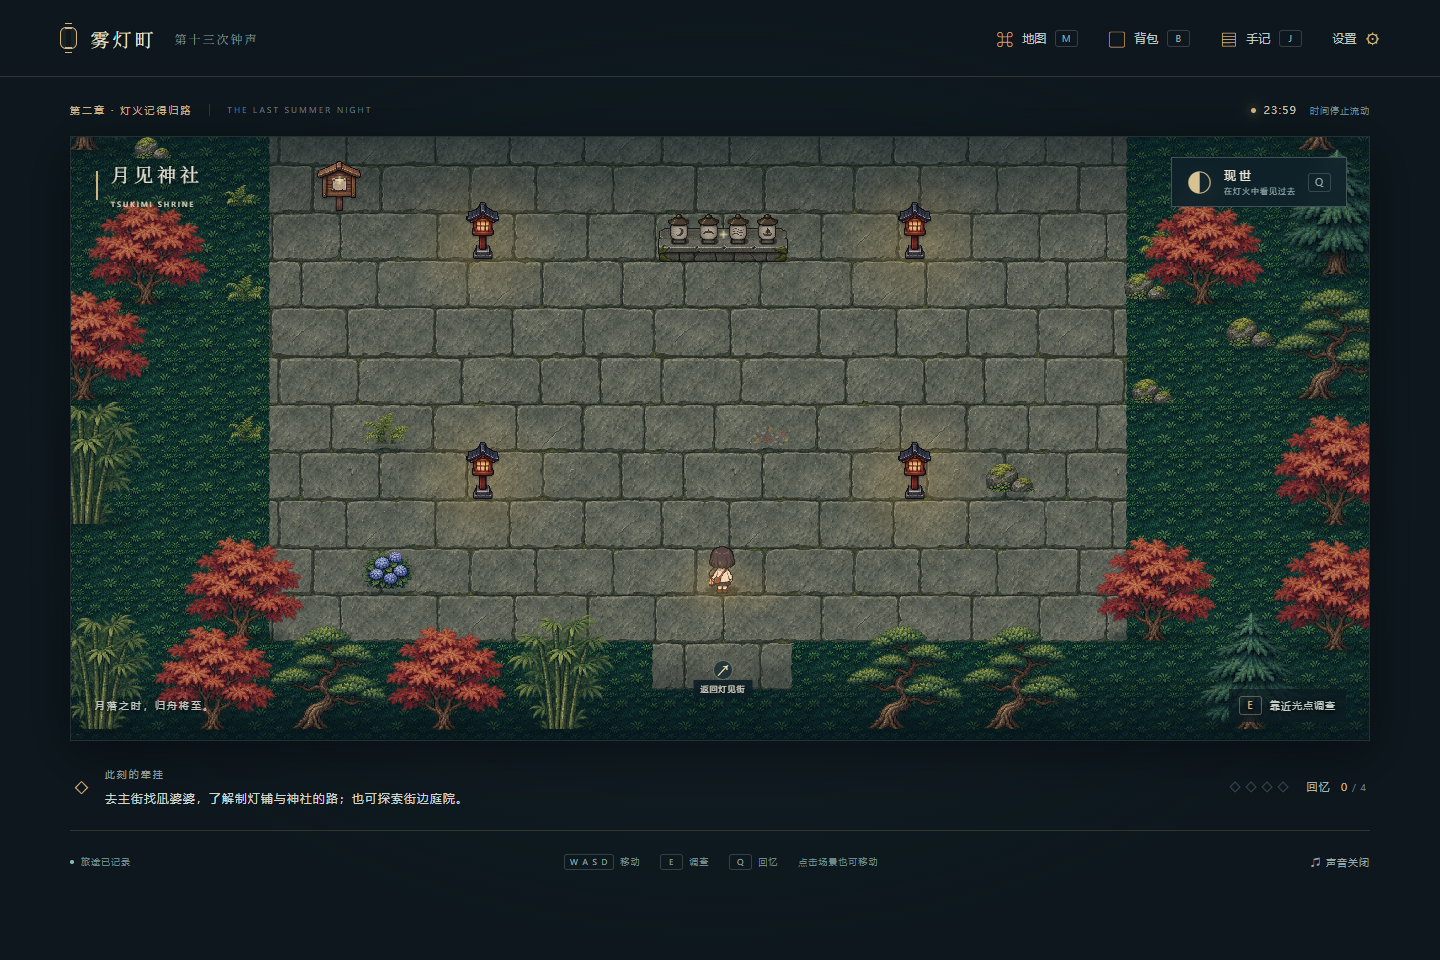 雾灯町 第十三次钟声
地图 M 背包 B 手记 J 设置
第二章 · 灯火记得归路 THE LAST SUMMER NIGHT
23:59 时间停止流动
月见神社
TSUKIMI SHRINE
现世
在灯火中看见过去
Q
返回灯见街
月落之时，归舟将至。
E 靠近光点调查
此刻的牵挂
去主街找凪婆婆，了解制灯铺与神社的路；也可探索街边庭院。
回忆 0 / 4
旅途已记录
WASD 移动 E 调查 Q 回忆 点击场景也可移动
声音关闭